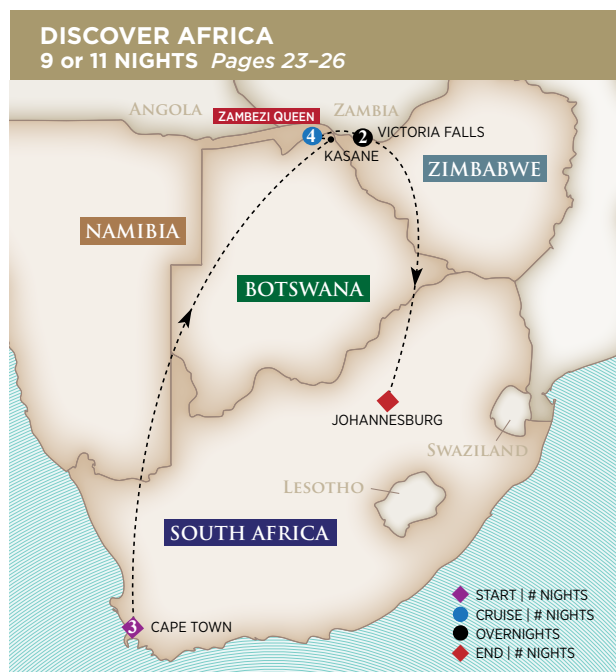 DISCOVER AFRICA
9 or 11 NIGHTS Pages 23–26
ANGOLA
ZAMBEZI QUEEN
ZAMBIA
4
2
VICTORIA FALLS
KASANE
ZIMBABWE
NAMIBIA
BOTSWANA
JOHANNESBURG
SWAZILAND
LESOTHO
SOUTH AFRICA
3
CAPE TOWN
START | # NIGHTS
CRUISE | # NIGHTS
OVERNIGHTS
END | # NIGHTS